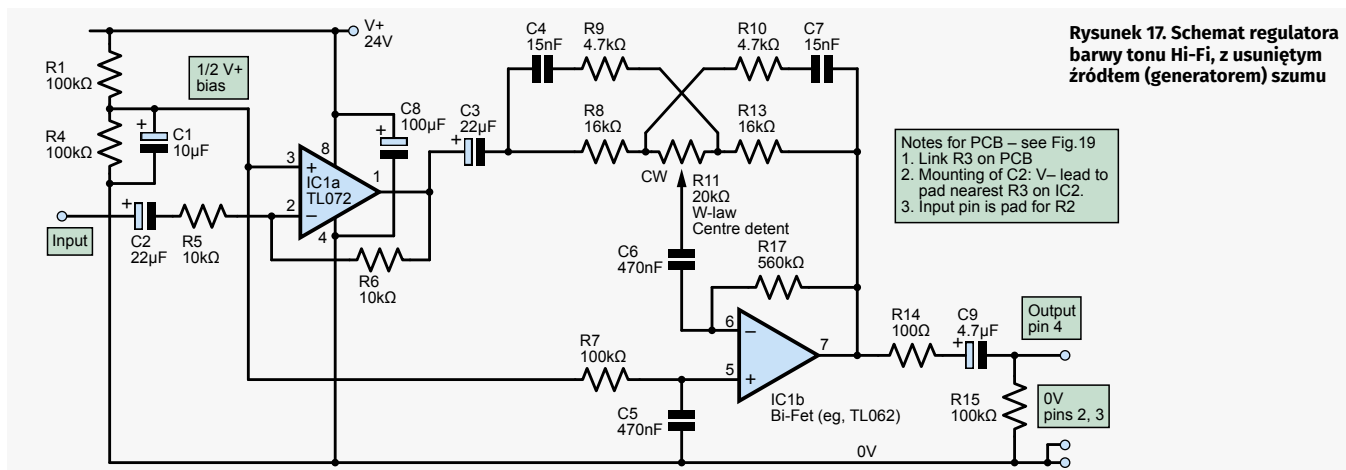 V+
24V
R1
100kΩ
1/2 V+
bias
R4
100kΩ
+
C1
10µF
3
+
8
IC1a
TL072
2
−
4
1
+
C8
100µF
C3
22µF
+
Input
+
C2
22µF
R5
10kΩ
R6
10kΩ
C4
15nF
R9
4.7kΩ
R10
4.7kΩ
C7
15nF
R8
16kΩ
R13
16kΩ
CW
R11
20kΩ
W-law
Centre detent
C6
470nF
R17
560kΩ
R7
100kΩ
C5
470nF
6
−
5
+
7
IC1b
Bi-Fet (eg, TL062)
R14
100Ω
C9
4.7µF
+
R15
100kΩ
Output
pin 4
0V
pins 2, 3
0V
Notes for PCB – see Fig.19
1. Link R3 on PCB
2. Mounting of C2: V– lead to
pad nearest R3 on IC2.
3. Input pin is pad for R2
Rysunek 17. Schemat regulatora
barwy tonu Hi-Fi, z usuniętym
źródłem (generatorem) szumu